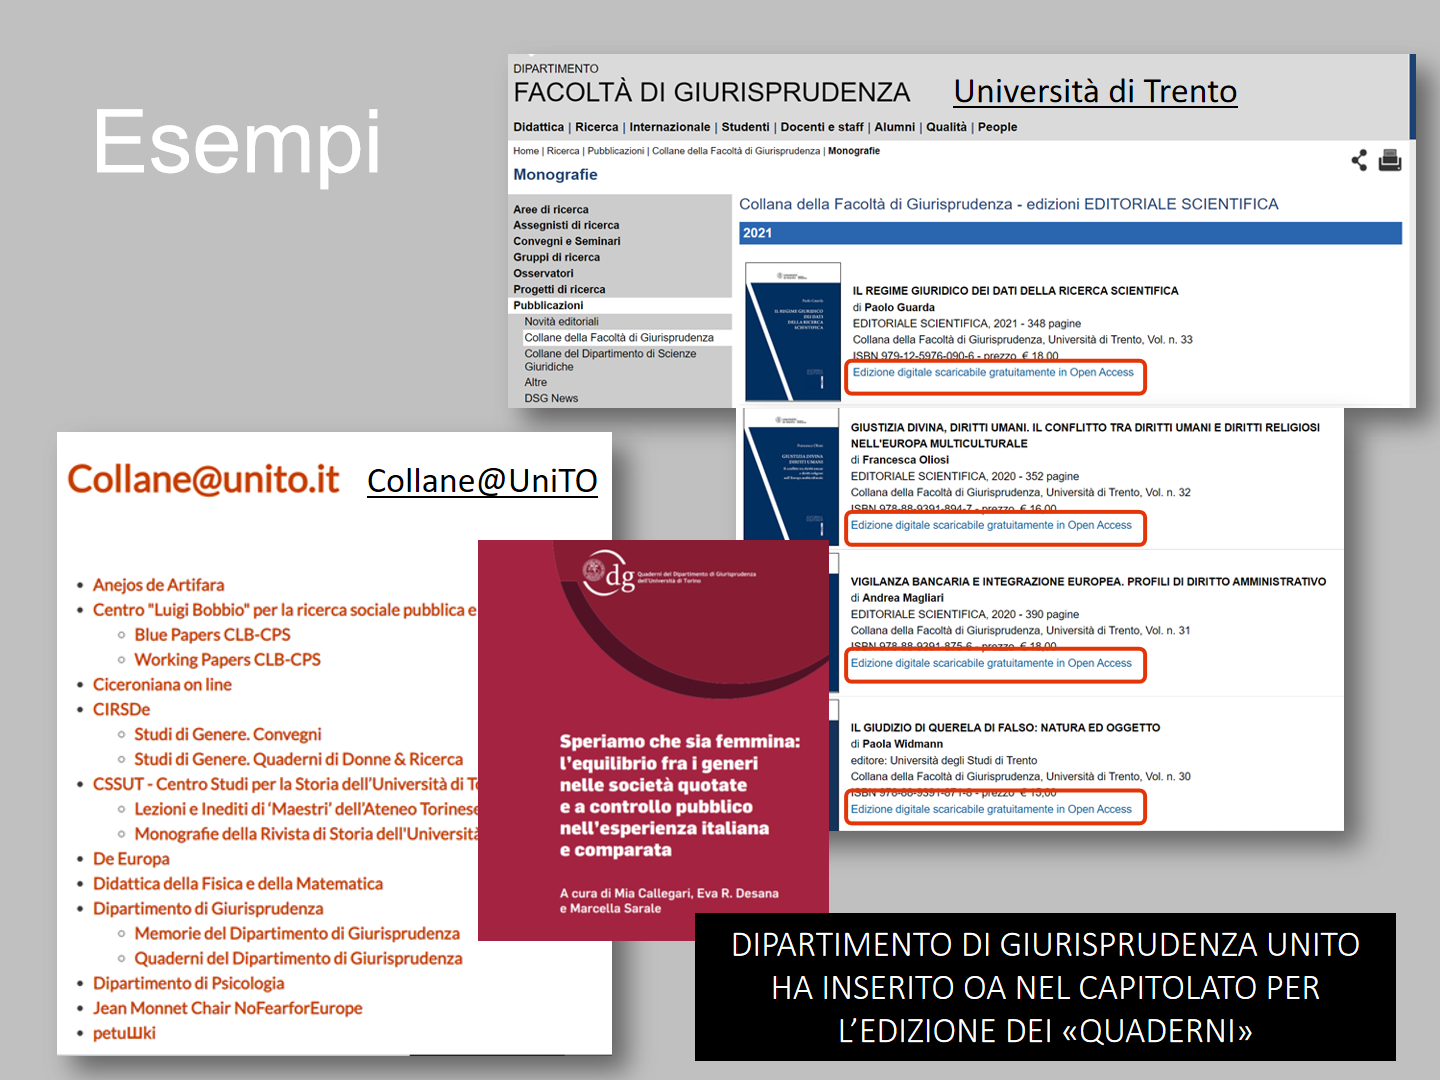 Esempi
DIPARTIMENTO
FACOLTÀ DI GIURISPRUDENZA
Università di Trento
Didattica | Ricerca | Internazionale | Studenti | Docenti e staff | Alumni | Qualità | People
Home | Ricerca | Pubblicazioni | Collane della Facoltà di Giurisprudenza | Monografie
Monografie
Aree di ricerca
Assegnisti di ricerca
Convegni e Seminari
Gruppi di ricerca
Osservatori
Progetti di ricerca
Pubblicazioni
Novità editoriali
Collane della Facoltà di Giurisprudenza
Collane del Dipartimento di Scienze
Giuridiche
Altre
DSG News
Collana della Facoltà di Giurisprudenza - edizioni EDITORIALE SCIENTIFICA
2021
Paolo Guarda
IL REGIME GIURIDICO
DEI DATI
DELLA RICERCA
SCIENTIFICA
IL REGIME GIURIDICO DEI DATI DELLA RICERCA SCIENTIFICA
di Paolo Guarda
EDITORIALE SCIENTIFICA, 2021 - 348 pagine
Collana della Facoltà di Giurisprudenza, Università di Trento, Vol. n. 33
ISBN 979-12-5976-090-6 - prezzo € 18,00
Edizione digitale scaricabile gratuitamente in Open Access
Francesca Oliosi
GIUSTIZIA DIVINA,
DIRITTI UMANI
GIUSTIZIA DIVINA, DIRITTI UMANI. IL CONFLITTO TRA DIRITTI UMANI E DIRITTI RELIGIOSI
NELL'EUROPA MULTICULTURALE
di Francesca Oliosi
EDITORIALE SCIENTIFICA, 2020 - 352 pagine
Collana della Facoltà di Giurisprudenza, Università di Trento, Vol. n. 32
ISBN 978-88-9391-894-7 - prezzo € 16,00
Edizione digitale scaricabile gratuitamente in Open Access
VIGILANZA BANCARIA E INTEGRAZIONE EUROPEA. PROFILI DI DIRITTO AMMINISTRATIVO
di Andrea Magliari
EDITORIALE SCIENTIFICA, 2020 - 390 pagine
Collana della Facoltà di Giurisprudenza, Università di Trento, Vol. n. 31
ISBN 978-88-9391-875-6 - prezzo € 18,00
Edizione digitale scaricabile gratuitamente in Open Access
IL GIUDIZIO DI QUERELA DI FALSO: NATURA ED OGGETTO
di Paola Widmann
editore: Università degli Studi di Trento
Collana della Facoltà di Giurisprudenza, Università di Trento, Vol. n. 30
ISBN 978-88-9391-871-8 - prezzo € 15,00
Edizione digitale scaricabile gratuitamente in Open Access
Collane@unito.it
Collane@UniTO
Anejos de Artifara
Centro "Luigi Bobbio" per la ricerca sociale pubblica e
Blue Papers CLB-CPS
Working Papers CLB-CPS
Ciceroniana on line
CIRSDe
Studi di Genere. Convegni
Studi di Genere. Quaderni di Donne & Ricerca
CSSUT - Centro Studi per la Storia dell'Università di To
Lezioni e Inediti di 'Maestri' dell'Ateneo Torinese
Monografie della Rivista di Storia dell'Università
De Europa
Didattica della Fisica e della Matematica
Dipartimento di Giurisprudenza
Memorie del Dipartimento di Giurisprudenza
Quaderni del Dipartimento di Giurisprudenza
Dipartimento di Psicologia
Jean Monnet Chair NoFearforEurope
petuШki
Qdg
Quaderni del Dipartimento di Giurisprudenza
dell'Università di Torino
Speriamo che sia femmina:
l'equilibrio fra i generi
nelle società quotate
e a controllo pubblico
nell'esperienza italiana
e comparata
A cura di Mia Callegari, Eva R. Desana
e Marcella Sarale
DIPARTIMENTO DI GIURISPRUDENZA UNITO
HA INSERITO OA NEL CAPITOLATO PER
L'EDIZIONE DEI «QUADERNI»